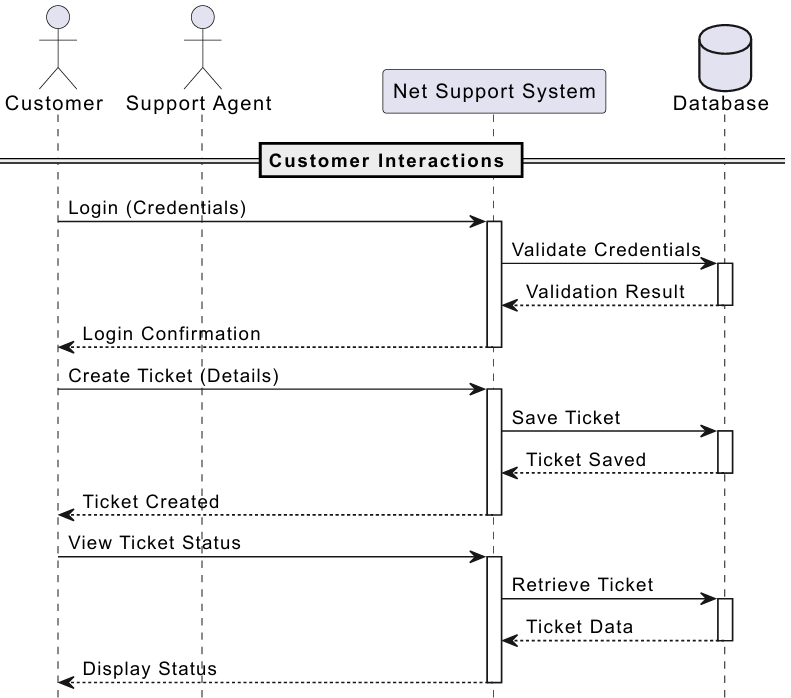 Customer
Support Agent
Net Support System
Database
Customer Interactions
Login (Credentials)
Validate Credentials
Validation Result
Login Confirmation
Create Ticket (Details)
Save Ticket
Ticket Saved
Ticket Created
View Ticket Status
Retrieve Ticket
Ticket Data
Display Status